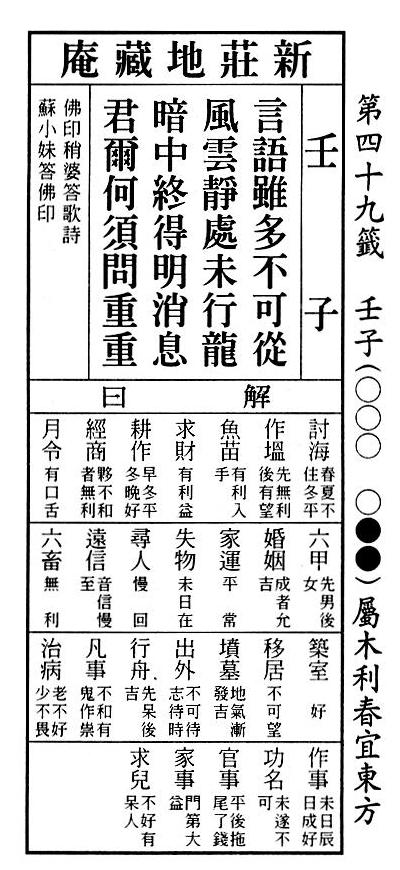 第四十九籤 壬子(○○○ ○●●)屬木利春宜東方
新莊地藏庵
壬子
言語雖多不可從
風雲靜處未行龍
暗中終得明消息
君爾何須問重重
佛印稍婆答歌詩
蘇小妹答佛印
解曰
討海 春夏不住冬平
作塭 先無利後有望
魚苗 有利入手
求財 有利益
耕作 早冬平冬晚好
經商 夥不和者無利
月令 有口舌
六甲 先男後女
婚姻 成者允吉
家運 平常
失物 未日在
尋人 慢回
遠信 音信慢至
六畜 無利
築室 好
移居 不可望
墳墓 地氣漸發吉
出外 不可待志待時
行舟 先呆後吉
凡事 不和有鬼作祟
治病 老不好少不畏
作事 未日辰日成好
功名 未遂不可
官事 平後拖尾了錢
家事 門第大益
求兒 不好有呆人